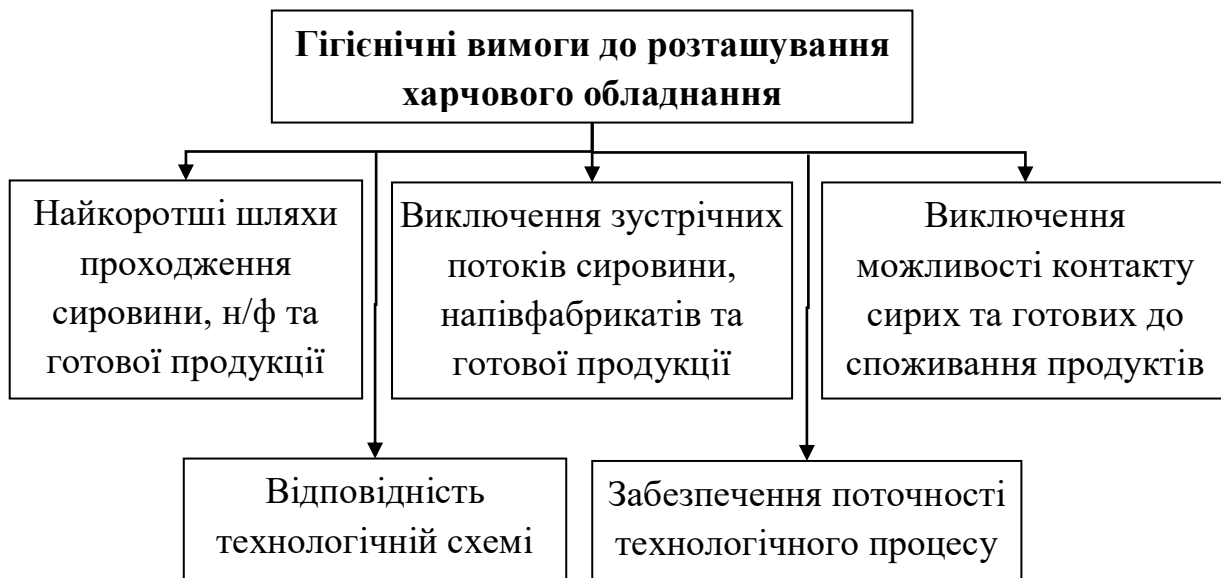 Гігієнічні вимоги до розташування
харчового обладнання
Найкоротші шляхи
проходження
сировини, н/ф та
готової продукції
Виключення зустрічних
потоків сировини,
напівфабрикатів та
готової продукції
Виключення
можливості контакту
сирих та готових до
споживання продуктів
Відповідність
технологічній схемі
Забезпечення поточності
технологічного процесу